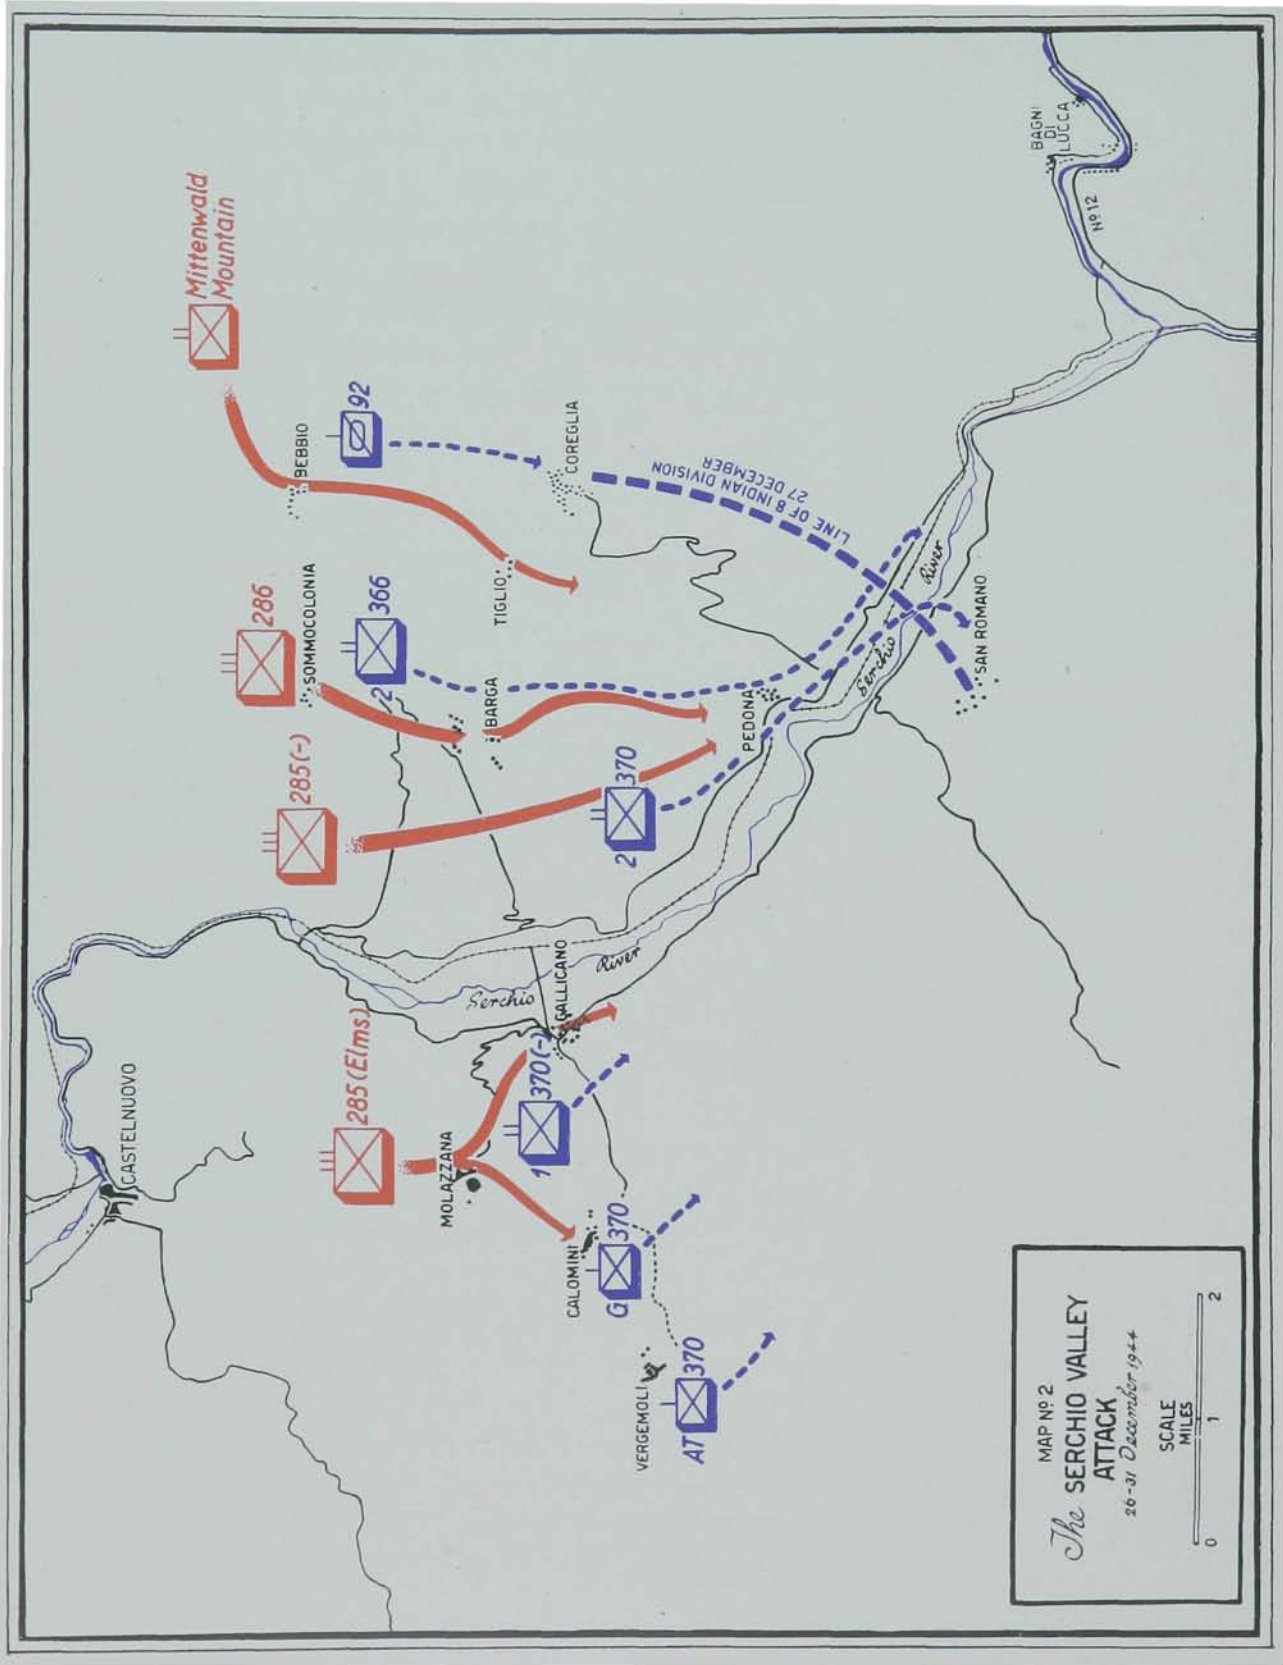 CASTELNUOVO
285(Elms)
285(-)
286
Mittenwald
Mountain
MOLAZZANA
SOMMOCOLONIA
BEBBIO
1
370(-)
2
366
92
Serchio
River
GALLICANO
BARGA
TIGLIO
COREGLIA
CALOMINI
G
370
2
370
LINE OF 8 INDIAN DIVISION
27 DECEMBER
VERGEMOLI
AT
370
PEDONA
Serchio
River
SAN ROMANO
BAGNI
DI
LUCCA
Nº 12
MAP Nº 2
The SERCHIO VALLEY
ATTACK
26-31 December 1944
SCALE
MILES
0 1 2